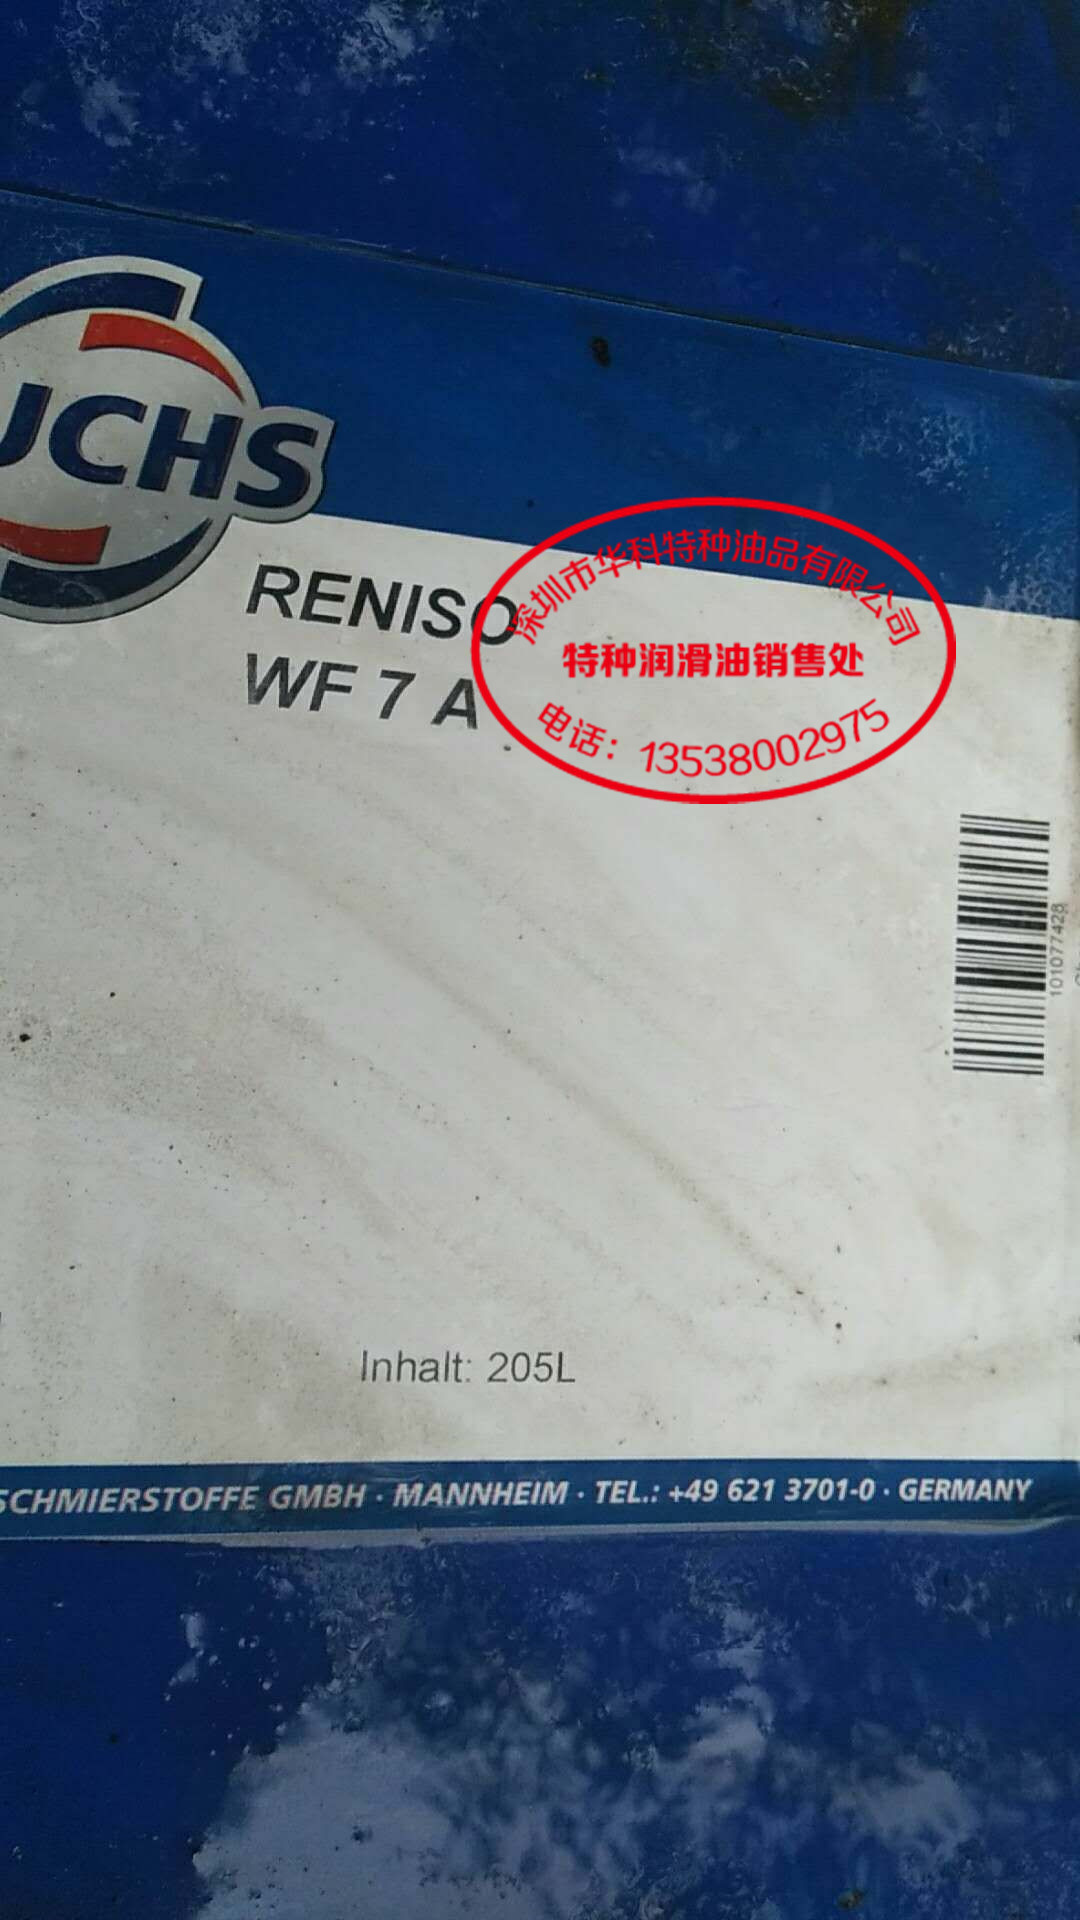 UCHS
RENISO
WF 7 A
深圳市华科特种油品有限公司
特种润滑油销售处
电话：13538002975
101077428
Inhalt: 205L
SCHMIERSTOFFE GMBH · MANNHEIM · TEL.: +49 621 3701-0 · GERMANY